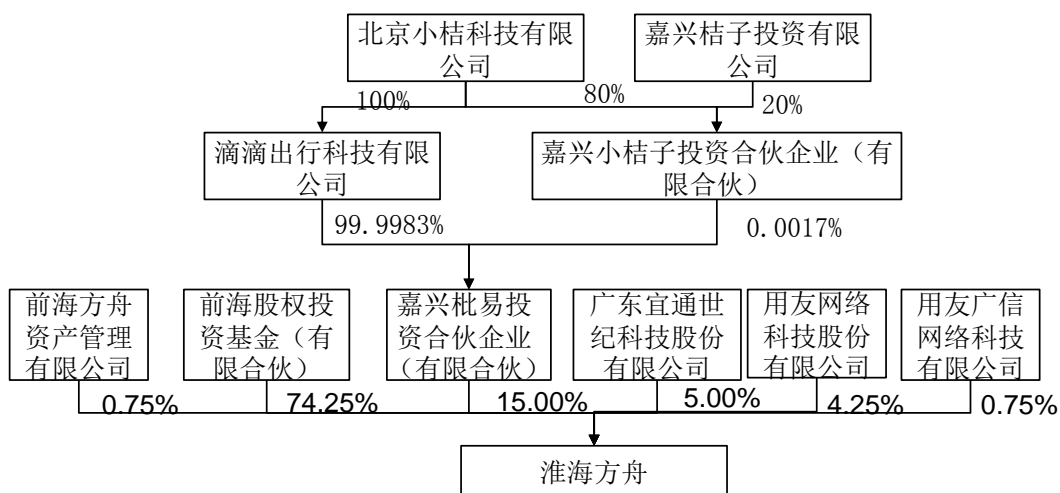 北京小桔科技有限
公司
嘉兴桔子投资有限
公司
100%
80%
20%
滴滴出行科技有限
公司
嘉兴小桔子投资合伙企业（有
限合伙）
99.9983%
0.0017%
前海方舟
资产管理
有限公司
前海股权投
资基金（有
限合伙）
嘉兴枇易投
资合伙企业
（有限合伙）
广东宜通世
纪科技股份
有限公司
用友网络
科技股份
有限公司
用友广信
网络科技
有限公司
0.75%
74.25%
15.00%
5.00%
4.25%
0.75%
淮海方舟